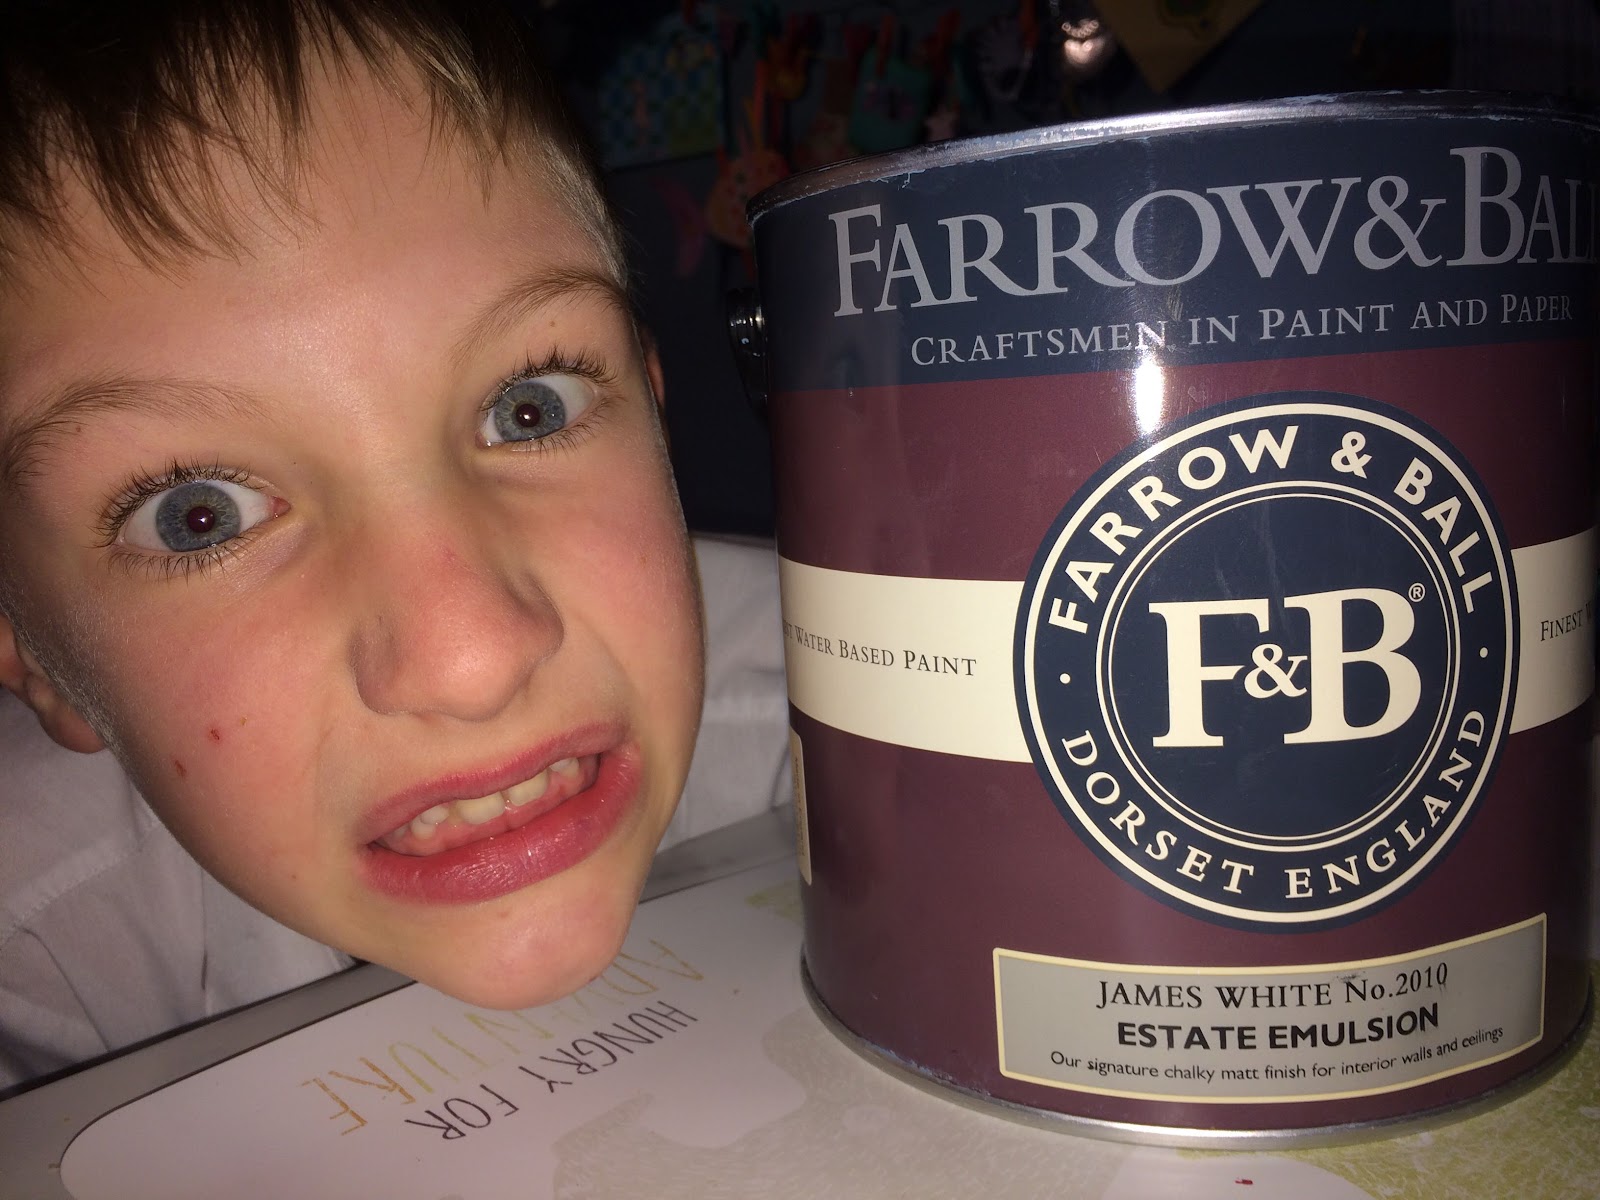 FARROW&BALL
CRAFTSMEN IN PAINT AND PAPER
FARROW & BALL
F&B®
DORSET ENGLAND
WATER BASED PAINT
FINEST
JAMES WHITE No.2010
ESTATE EMULSION
Our signature chalky matt finish for interior walls and ceilings
HUNGRY FOR
ADVENTURE